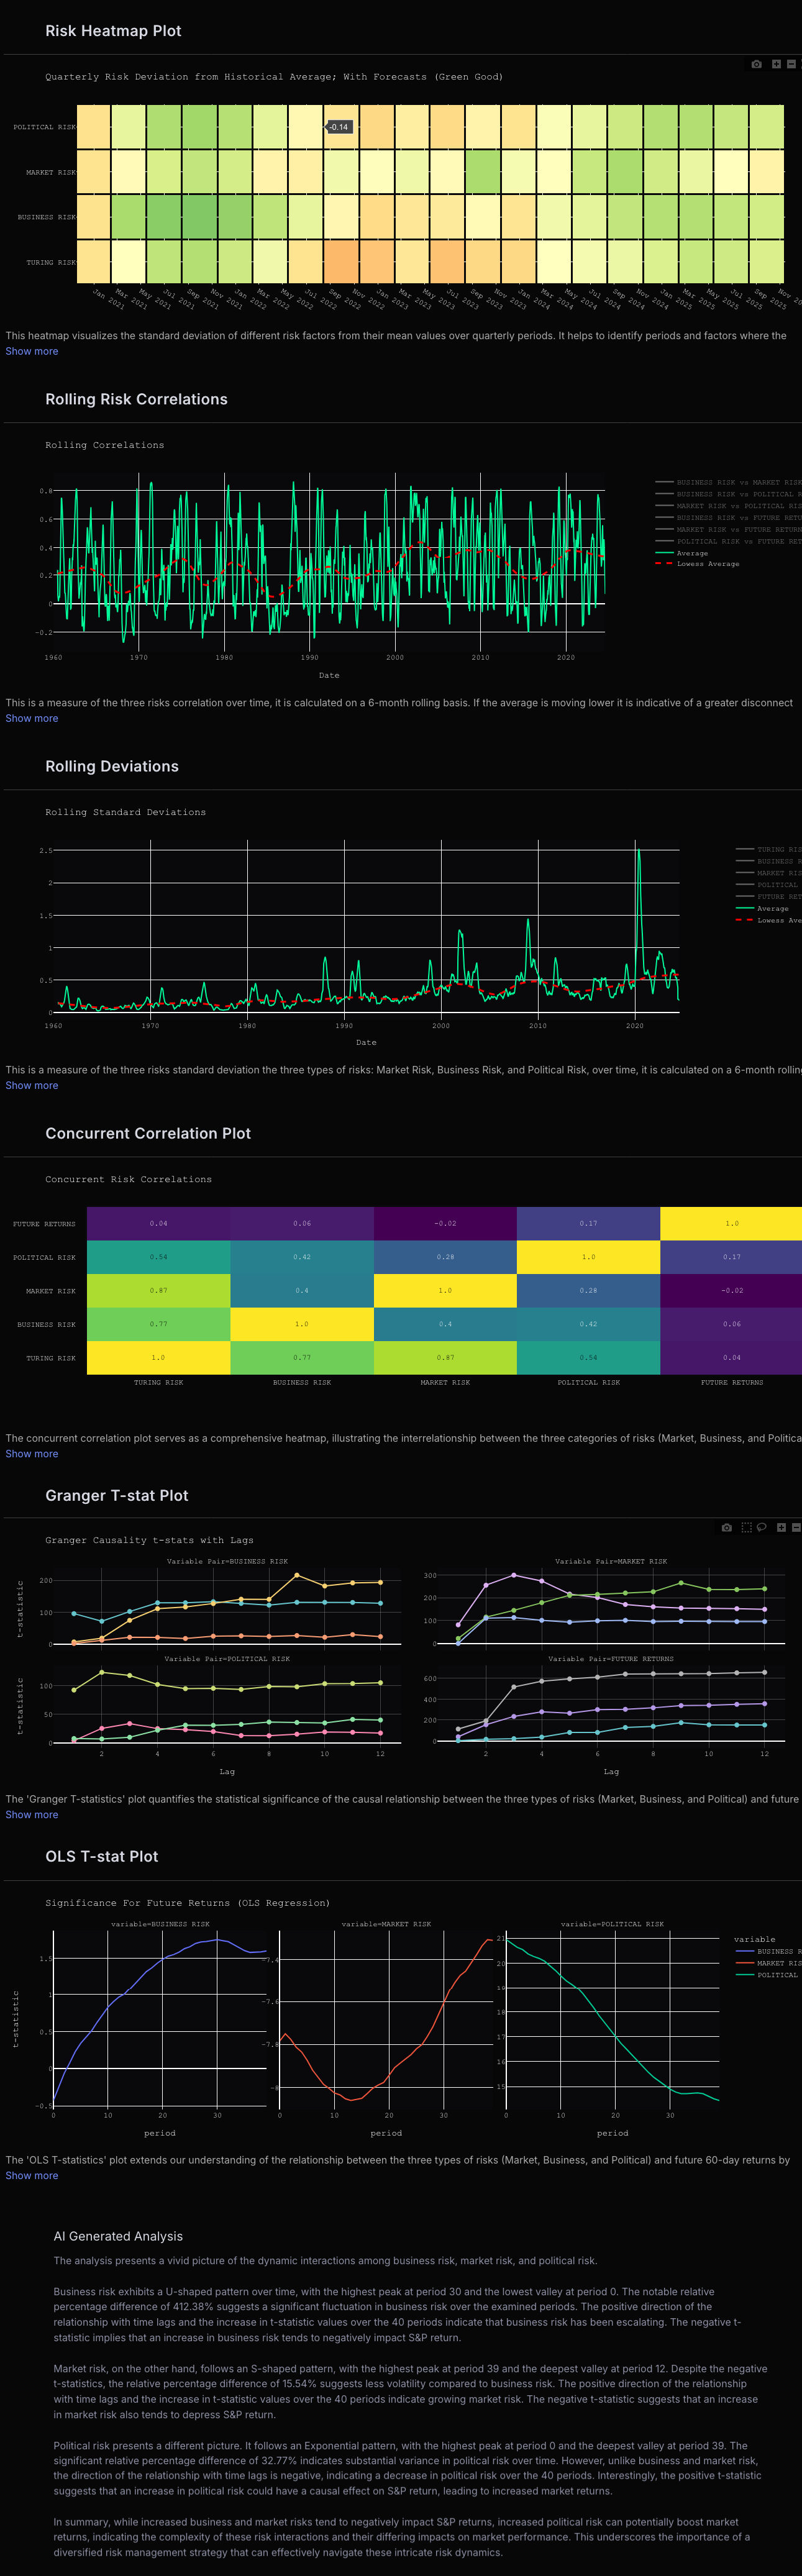 Risk Heatmap Plot
Quarterly Risk Deviation from Historical Average; With Forecasts (Green Good)
POLITICAL RISK
-0.14
MARKET RISK
BUSINESS RISK
TURING RISK
Jan 2021 Mar 2021 May 2021 Jul 2021 Sep 2021 Nov 2021 Jan 2022 Mar 2022 May 2022 Jul 2022 Sep 2022 Nov 2022 Jan 2023 Mar 2023 May 2023 Jul 2023 Sep 2023 Nov 2023 Jan 2024 Mar 2024 May 2024 Jul 2024 Sep 2024 Nov 2024 Jan 2025 Mar 2025 May 2025 Jul 2025 Sep 2025 Nov
This heatmap visualizes the standard deviation of different risk factors from their mean values over quarterly periods. It helps to identify periods and factors where the
Show more
Rolling Risk Correlations
Rolling Correlations
BUSINESS RISK vs MARKET RISK
BUSINESS RISK vs POLITICAL R
MARKET RISK vs POLITICAL RIS
BUSINESS RISK vs FUTURE RETU
MARKET RISK vs FUTURE RETURN
POLITICAL RISK vs FUTURE RET
Average
Lowess Average
0.8
0.6
0.4
0.2
0
-0.2
1960 1970 1980 1990 2000 2010 2020
Date
This is a measure of the three risks correlation over time, it is calculated on a 6-month rolling basis. If the average is moving lower it is indicative of a greater disconnect
Show more
Rolling Deviations
Rolling Standard Deviations
TURING RIS
BUSINESS R
MARKET RIS
POLITICAL
FUTURE RET
Average
Lowess Ave
2.5
2
1.5
1
0.5
0
1960 1970 1980 1990 2000 2010 2020
Date
This is a measure of the three risks standard deviation the three types of risks: Market Risk, Business Risk, and Political Risk, over time, it is calculated on a 6-month rolling
Show more
Concurrent Correlation Plot
Concurrent Risk Correlations
FUTURE RETURNS 0.04 0.06 -0.02 0.17 1.0
POLITICAL RISK 0.54 0.42 0.28 1.0 0.17
MARKET RISK 0.87 0.4 1.0 0.28 -0.02
BUSINESS RISK 0.77 1.0 0.4 0.42 0.06
TURING RISK 1.0 0.77 0.87 0.54 0.04
TURING RISK BUSINESS RISK MARKET RISK POLITICAL RISK FUTURE RETURNS
The concurrent correlation plot serves as a comprehensive heatmap, illustrating the interrelationship between the three categories of risks (Market, Business, and Politica
Show more
Granger T-stat Plot
Granger Causality t-stats with Lags
Variable Pair=BUSINESS RISK
Variable Pair=MARKET RISK
t-statistic
200
100
0
300
200
100
0
Variable Pair=POLITICAL RISK
Variable Pair=FUTURE RETURNS
t-statistic
100
50
0
600
400
200
0
2 4 6 8 10 12
2 4 6 8 10 12
Lag
Lag
The 'Granger T-statistics' plot quantifies the statistical significance of the causal relationship between the three types of risks (Market, Business, and Political) and future
Show more
OLS T-stat Plot
Significance For Future Returns (OLS Regression)
variable=BUSINESS RISK
variable=MARKET RISK
variable=POLITICAL RISK
variable
BUSINESS R
MARKET RIS
POLITICAL
t-statistic
1.5
1
0.5
0
-0.5
-7.4
-7.6
-7.8
-8
21
20
19
18
17
16
15
0 10 20 30
0 10 20 30
0 10 20 30
period
period
period
The 'OLS T-statistics' plot extends our understanding of the relationship between the three types of risks (Market, Business, and Political) and future 60-day returns by
Show more
AI Generated Analysis
The analysis presents a vivid picture of the dynamic interactions among business risk, market risk, and political risk.
Business risk exhibits a U-shaped pattern over time, with the highest peak at period 30 and the lowest valley at period 0. The notable relative
percentage difference of 412.38% suggests a significant fluctuation in business risk over the examined periods. The positive direction of the
relationship with time lags and the increase in t-statistic values over the 40 periods indicate that business risk has been escalating. The negative t-
statistic implies that an increase in business risk tends to negatively impact S&P return.
Market risk, on the other hand, follows an S-shaped pattern, with the highest peak at period 39 and the deepest valley at period 12. Despite the negative
t-statistics, the relative percentage difference of 15.54% suggests less volatility compared to business risk. The positive direction of the relationship
with time lags and the increase in t-statistic values over the 40 periods indicate growing market risk. The negative t-statistic suggests that an increase
in market risk also tends to depress S&P return.
Political risk presents a different picture. It follows an Exponential pattern, with the highest peak at period 0 and the deepest valley at period 39. The
significant relative percentage difference of 32.77% indicates substantial variance in political risk over time. However, unlike business and market risk,
the direction of the relationship with time lags is negative, indicating a decrease in political risk over the 40 periods. Interestingly, the positive t-statistic
suggests that an increase in political risk could have a causal effect on S&P return, leading to increased market returns.
In summary, while increased business and market risks tend to negatively impact S&P returns, increased political risk can potentially boost market
returns, indicating the complexity of these risk interactions and their differing impacts on market performance. This underscores the importance of a
diversified risk management strategy that can effectively navigate these intricate risk dynamics.